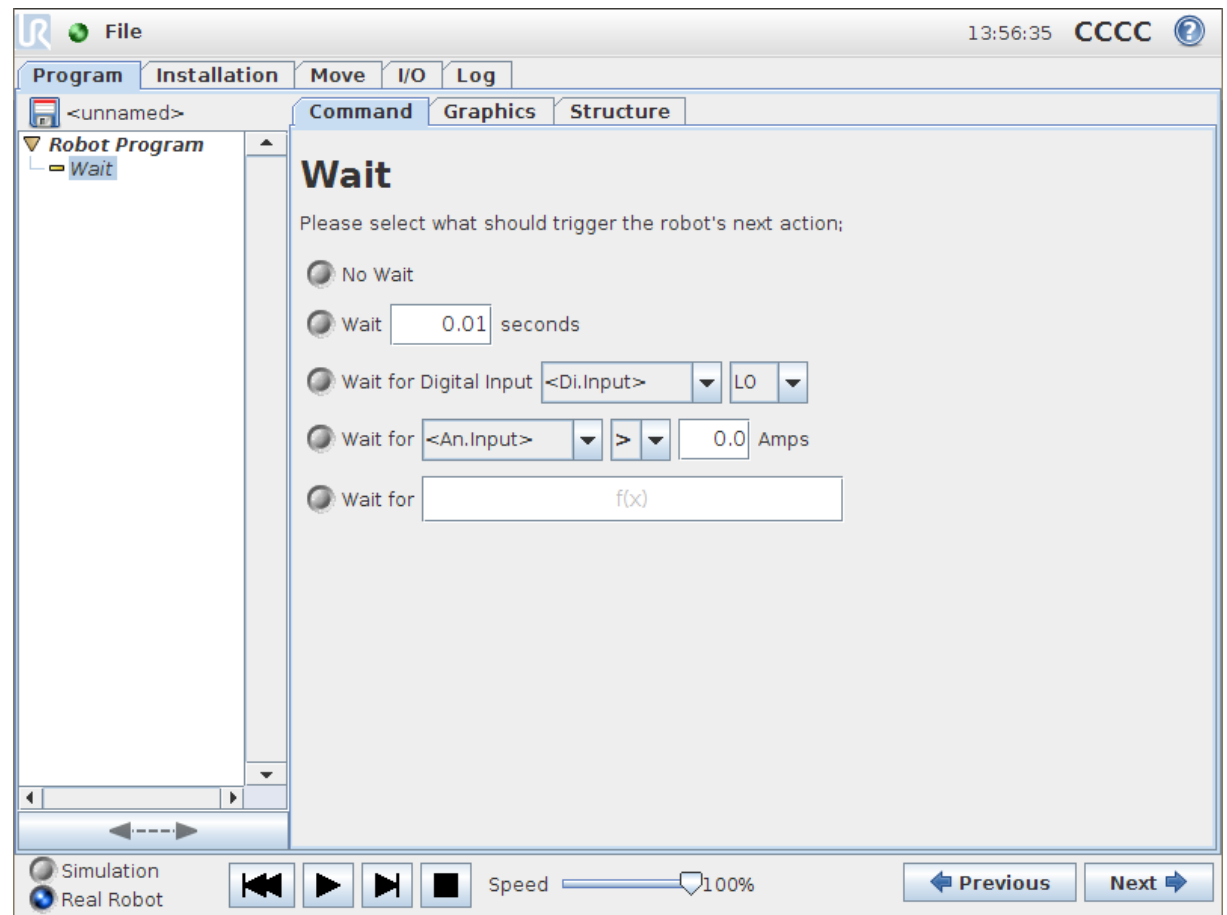 UR File 13:56:35 CCCC ?
Program Installation Move I/O Log
<unnamed> Command Graphics Structure
Robot Program
Wait
Wait
Please select what should trigger the robot's next action;
No Wait
Wait 0.01 seconds
Wait for Digital Input <Di.Input> LO
Wait for <An.Input> > 0.0 Amps
Wait for f(x)
Simulation
Real Robot
Speed 100%
Previous Next